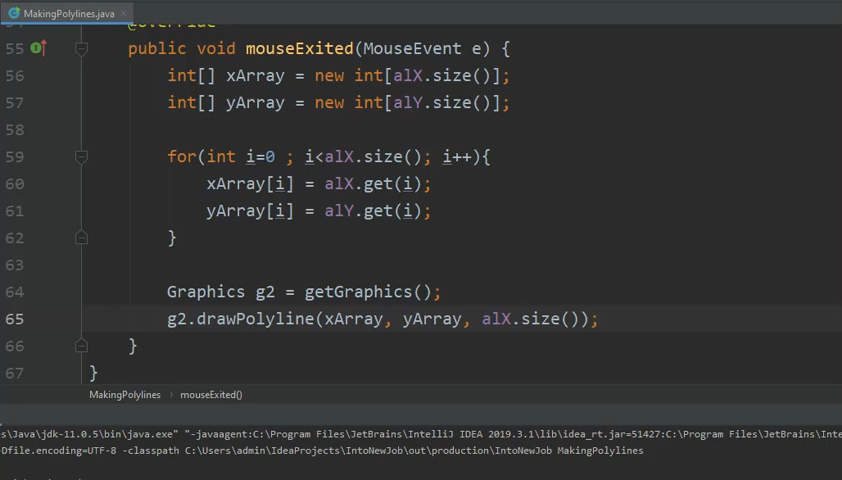 MakingPolylines.java ×
@Override
55 public void mouseExited(MouseEvent e) {
56 int[] xArray = new int[alX.size()];
57 int[] yArray = new int[alY.size()];
58
59 for(int i=0 ; i<alX.size(); i++){
60 xArray[i] = alX.get(i);
61 yArray[i] = alY.get(i);
62 }
63
64 Graphics g2 = getGraphics();
65 g2.drawPolyline(xArray, yArray, alX.size());
66 }
67 }
MakingPolylines › mouseExited()
s\Java\jdk-11.0.5\bin\java.exe" "-javaagent:C:\Program Files\JetBrains\IntelliJ IDEA 2019.3.1\lib\idea_rt.jar=51427:C:\Program Files\JetBrains\Inte
Dfile.encoding=UTF-8 -classpath C:\Users\admin\IdeaProjects\IntoNewJob\out\production\IntoNewJob MakingPolylines